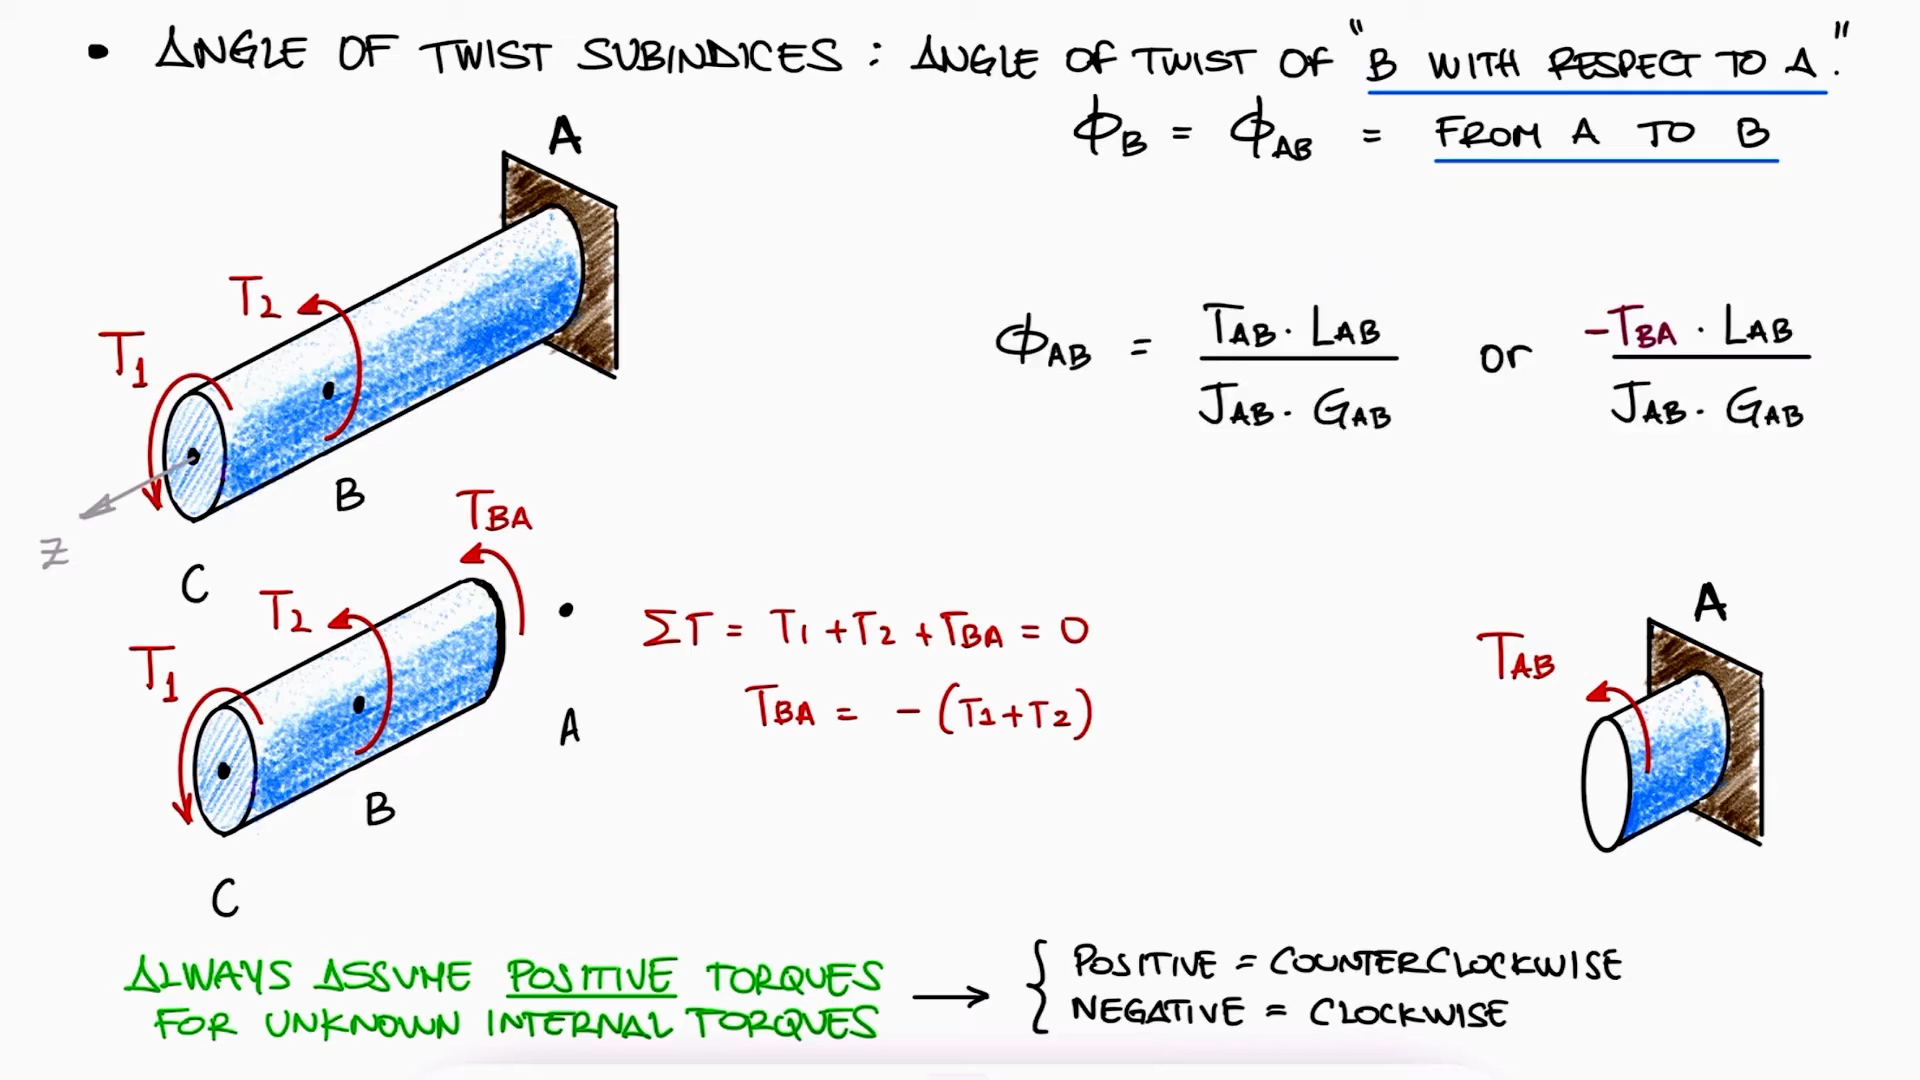 • ANGLE OF TWIST SUBINDICES : ANGLE OF TWIST OF "B WITH RESPECT TO A."
ϕB = ϕAB = FROM A TO B
A
T2
T1
B
Z
C
ϕAB = TAB · LAB / JAB · GAB or -TBA · LAB / JAB · GAB
TBA
T2
T1
A
B
C
ΣT = T1 + T2 + TBA = 0
TBA = - (T1 + T2)
A
TAB
ALWAYS ASSUME POSITIVE TORQUES
FOR UNKNOWN INTERNAL TORQUES
→ { POSITIVE = COUNTERCLOCKWISE
NEGATIVE = CLOCKWISE